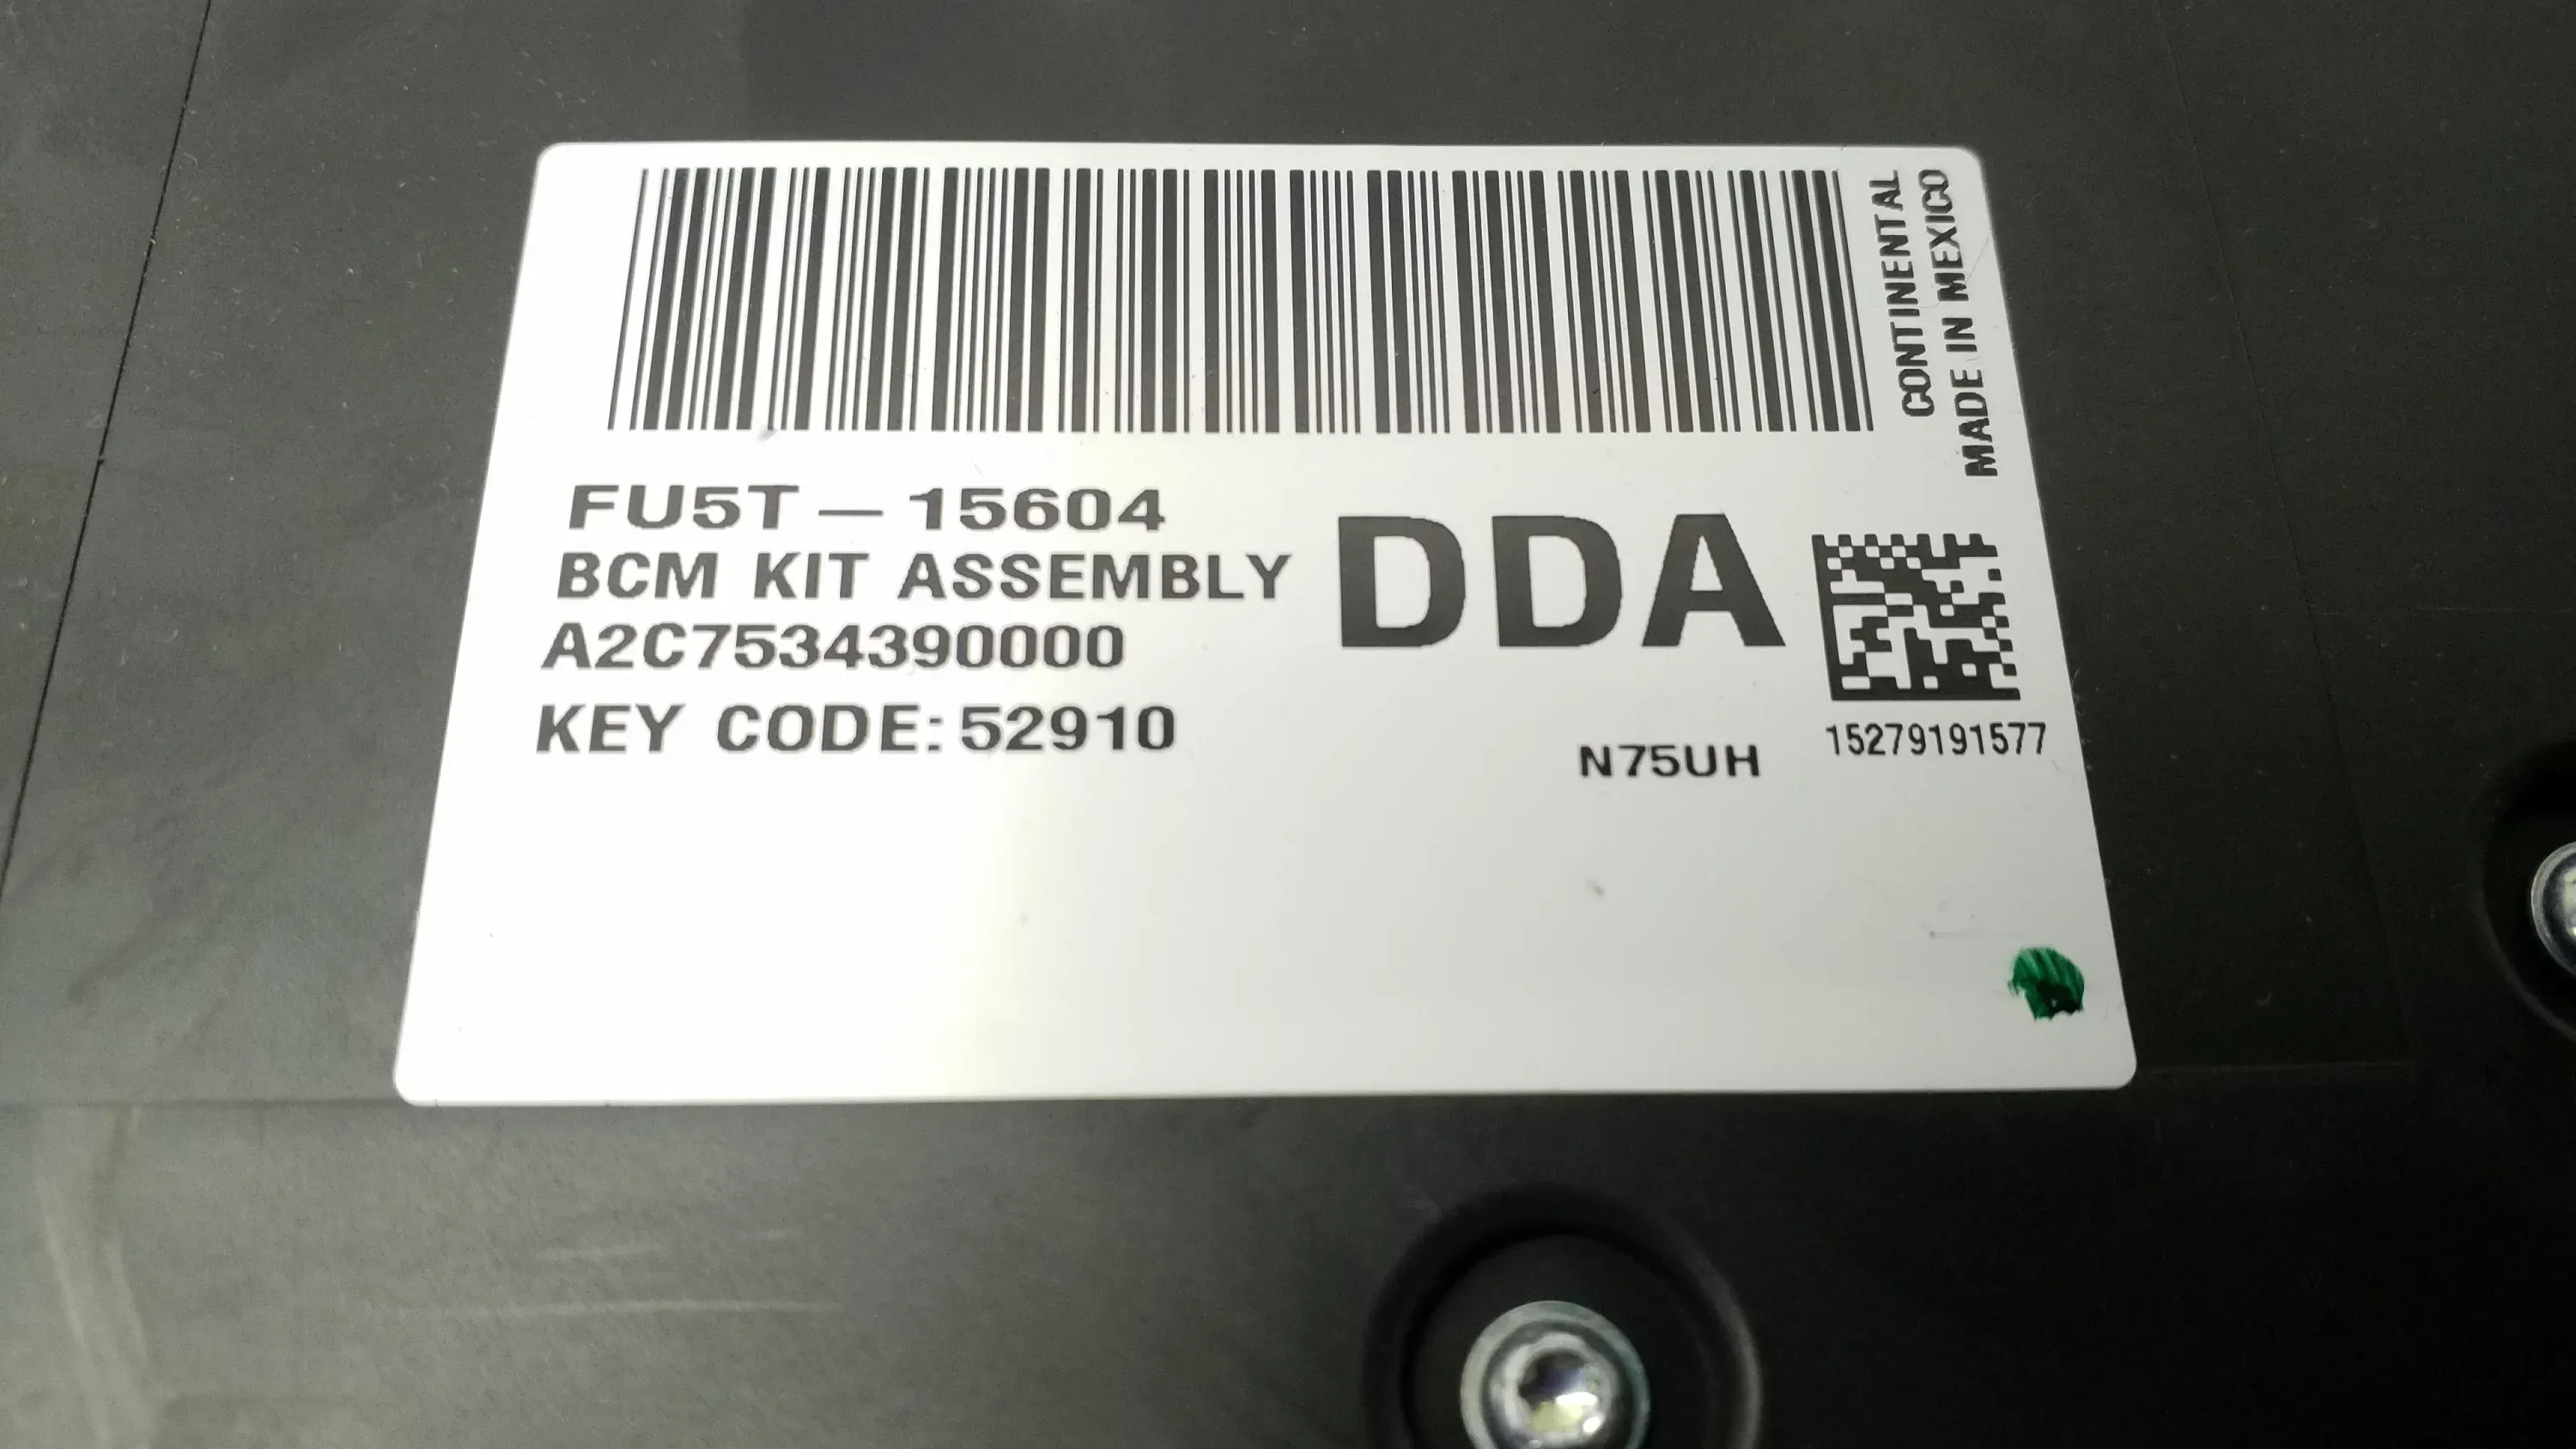 CONTINENTAL
MADE IN MEXICO
FU5T – 15604
BCM KIT ASSEMBLY
DDA
A2C7534390000
KEY CODE: 52910
N75UH
15279191577